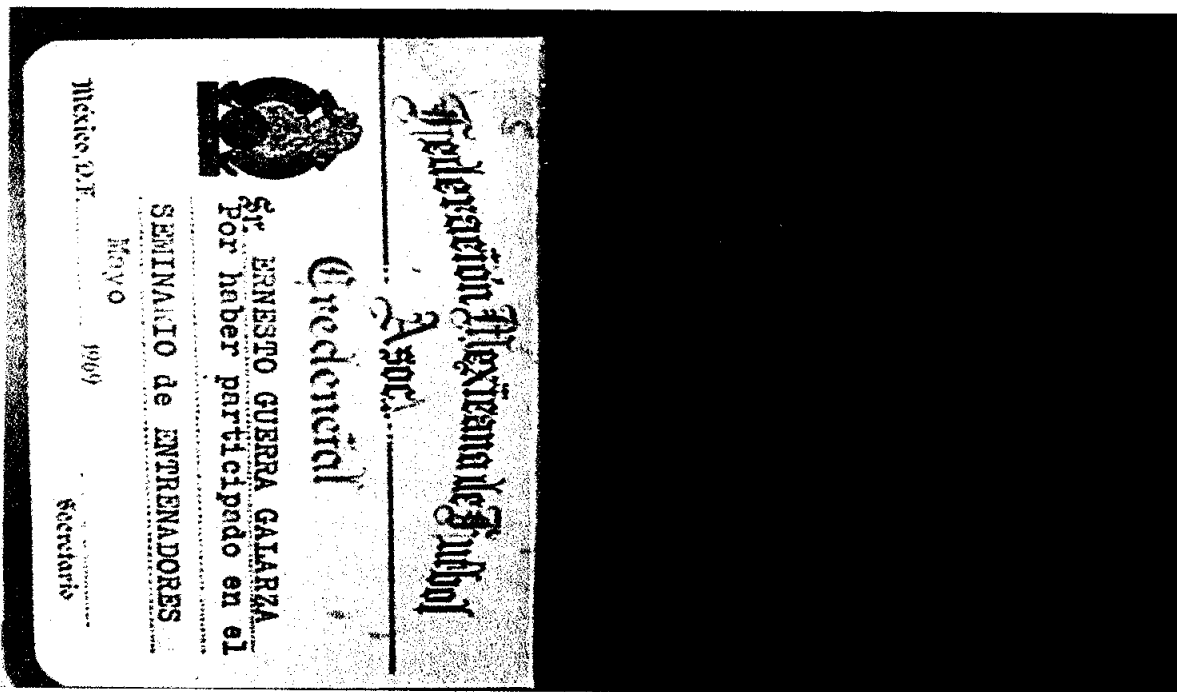 Federación Mexicana de Futbol
Asoc.
Credencial
Sr. ERNESTO GUERRA GALARZA
Por haber participado en el
SEMINARIO de ENTRENADORES
Mayo
México, D.F. 1969
Secretario